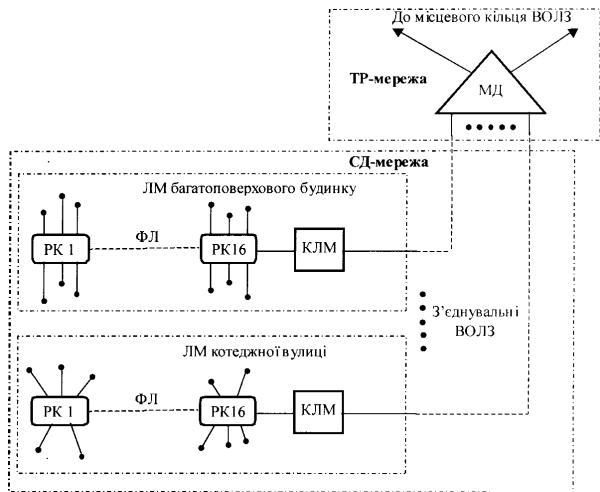 До місцевого кільця ВОЛЗ
ТР-мережа
МД
СД-мережа
ЛМ багатоповерхового будинку
РК 1
ФЛ
РК16
КЛМ
З'єднувальні
ВОЛЗ
ЛМ котеджної вулиці
РК 1
ФЛ
РК16
КЛМ